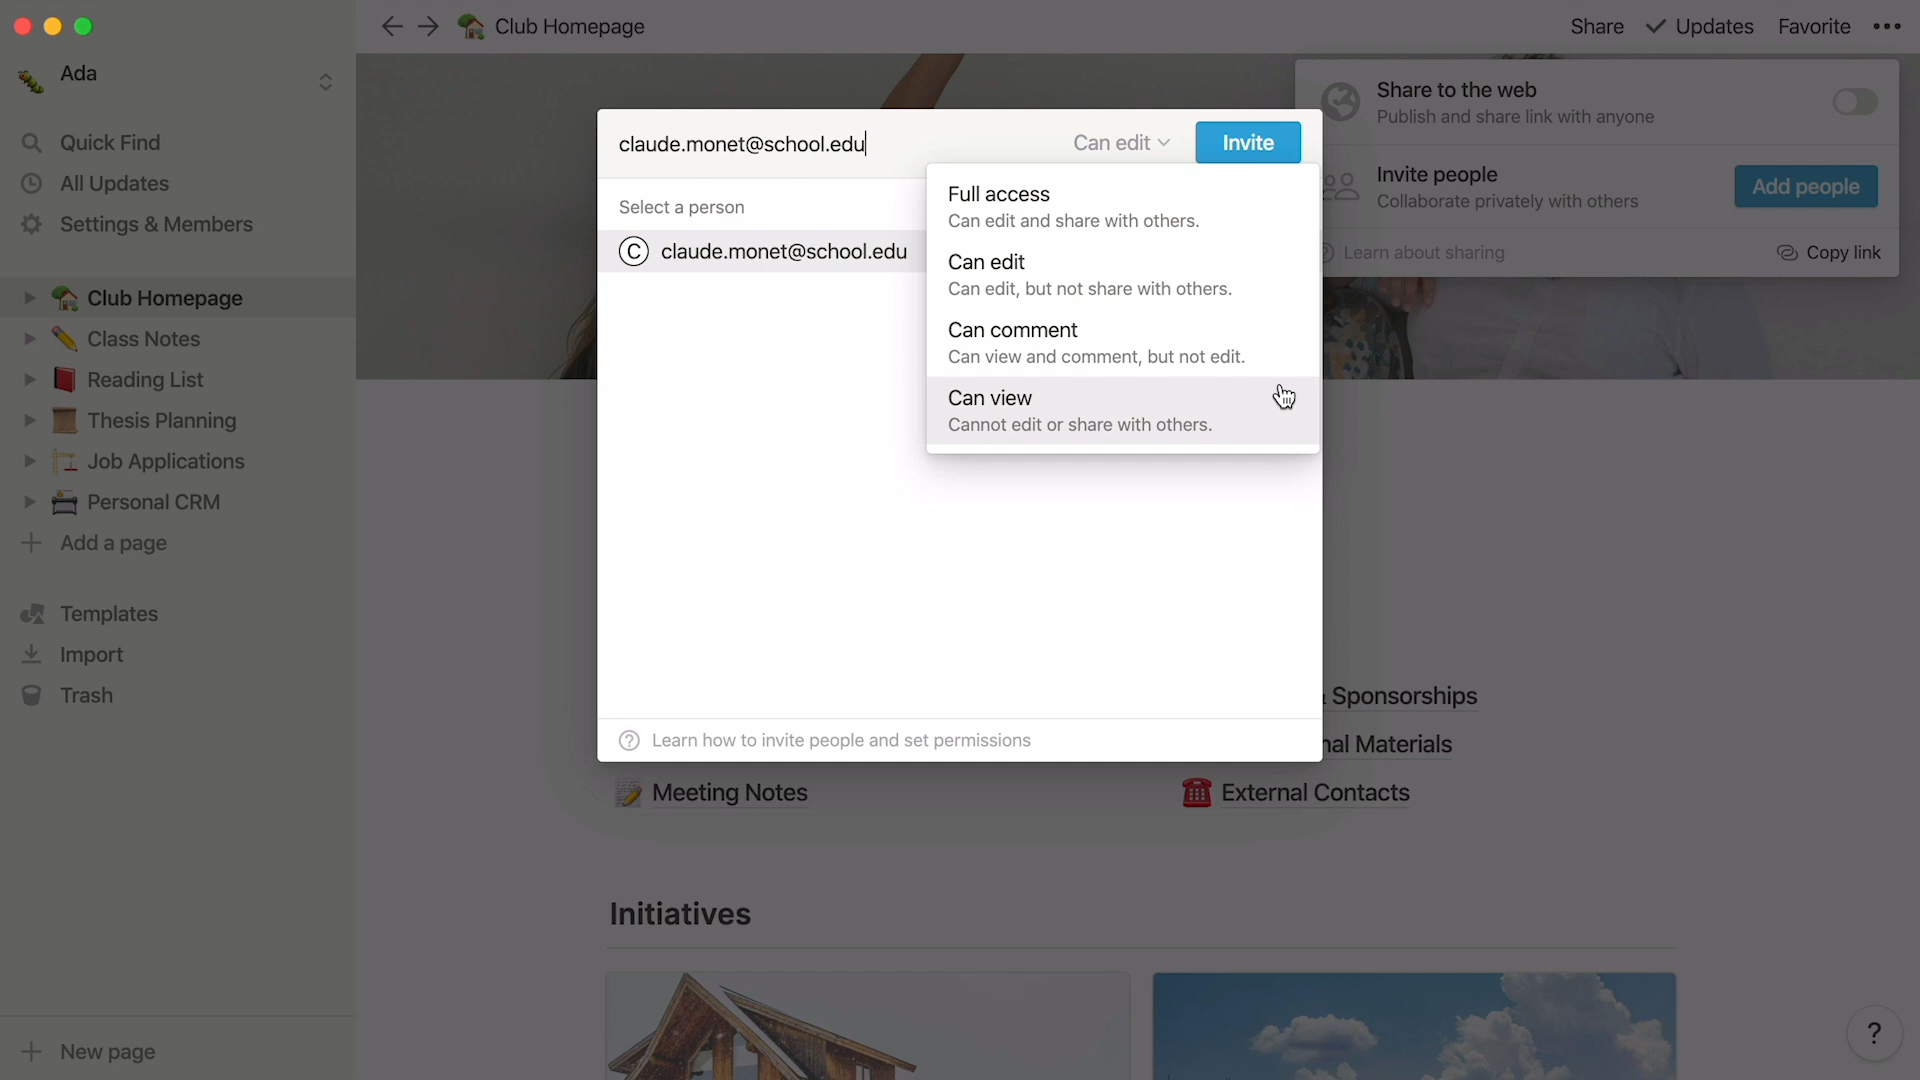 Ada
Quick Find
All Updates
Settings & Members
Club Homepage
Class Notes
Reading List
Thesis Planning
Job Applications
Personal CRM
Add a page
Templates
Import
Trash
New page
Club Homepage
Share
Updates
Favorite
Share to the web
Publish and share link with anyone
Invite people
Collaborate privately with others
Add people
Learn about sharing
Copy link
claude.monet@school.edu
Can edit
Invite
Select a person
C claude.monet@school.edu
Full access
Can edit and share with others.
Can edit
Can edit, but not share with others.
Can comment
Can view and comment, but not edit.
Can view
Cannot edit or share with others.
? Learn how to invite people and set permissions
Sponsorships
Materials
Meeting Notes
External Contacts
Initiatives
?